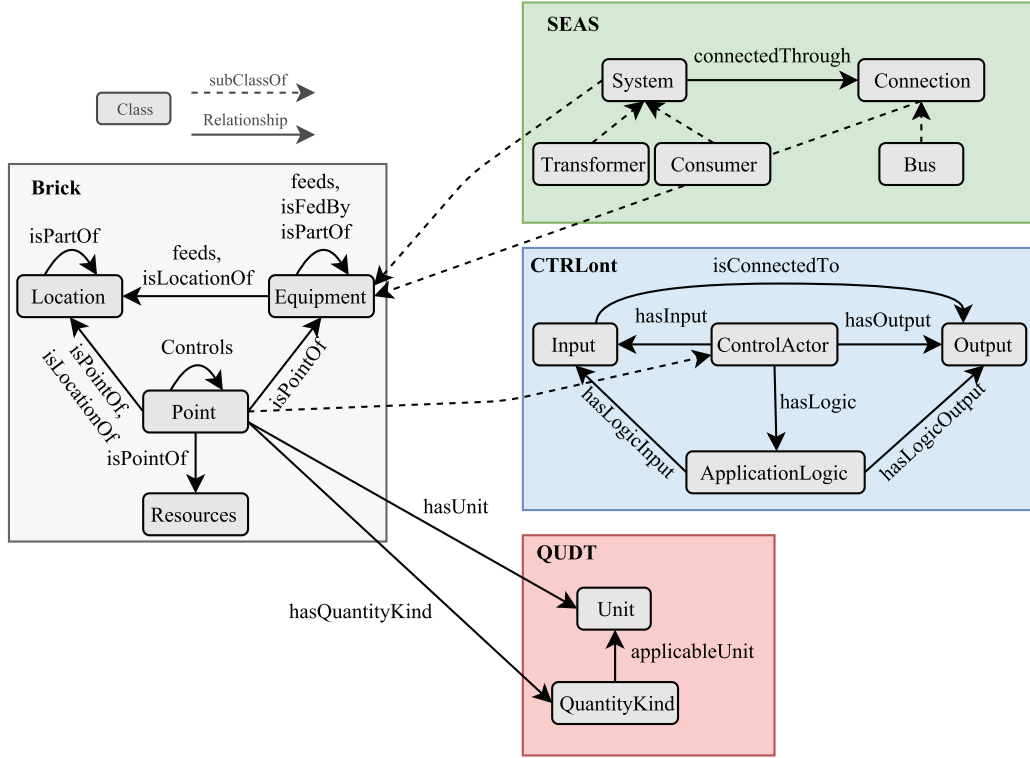 subClassOf
Class
Relationship
SEAS
connectedThrough
System
Connection
Transformer
Consumer
Bus
Brick
feeds,
isFedBy
isPartOf
isPartOf
feeds,
isLocationOf
Location
Equipment
isPointOf,
isLocationOf
Controls
isPointOf
Point
isPointOf
Resources
CTRLont
isConnectedTo
hasInput
hasOutput
Input
ControlActor
Output
hasLogic
hasLogicInput
hasLogicOutput
ApplicationLogic
hasUnit
hasQuantityKind
QUDT
Unit
applicableUnit
QuantityKind